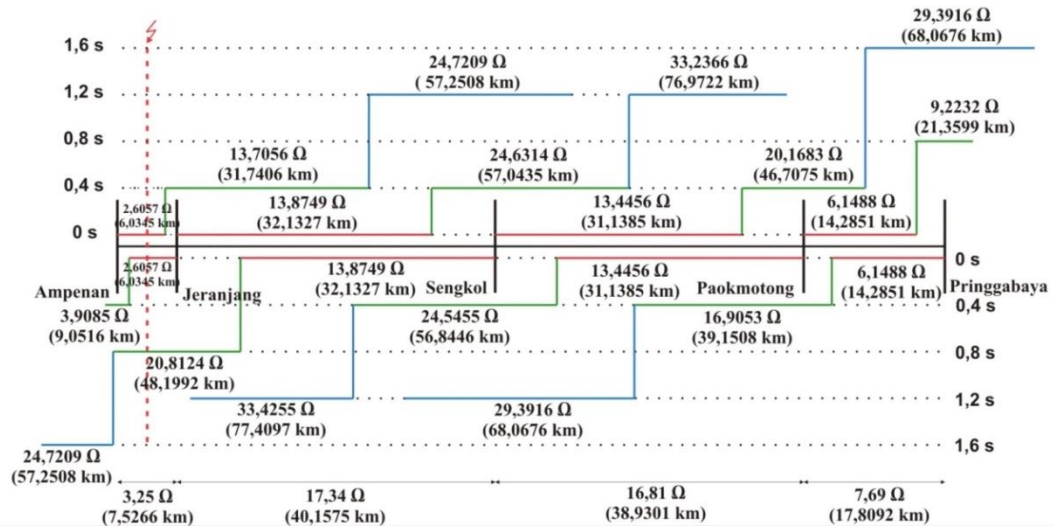 29,3916 Ω
(68,0676 km)
1,6 s
24,7209 Ω
( 57,2508 km)
33,2366 Ω
(76,9722 km)
1,2 s
9,2232 Ω
(21,3599 km)
0,8 s
13,7056 Ω
(31,7406 km)
24,6314 Ω
(57,0435 km)
20,1683 Ω
(46,7075 km)
0,4 s
2,6057 Ω
(6,0345 km)
13,8749 Ω
(32,1327 km)
13,4456 Ω
(31,1385 km)
6,1488 Ω
(14,2851 km)
0 s
0 s
2,6057 Ω
(6,0345 km)
13,8749 Ω
(32,1327 km)
13,4456 Ω
(31,1385 km)
6,1488 Ω
(14,2851 km)
Ampenan
Jeranjang
Sengkol
Paokmotong
Pringgabaya
0,4 s
3,9085 Ω
(9,0516 km)
24,5455 Ω
(56,8446 km)
16,9053 Ω
(39,1508 km)
0,8 s
20,8124 Ω
(48,1992 km)
1,2 s
33,4255 Ω
(77,4097 km)
29,3916 Ω
(68,0676 km)
1,6 s
24,7209 Ω
(57,2508 km)
3,25 Ω
(7,5266 km)
17,34 Ω
(40,1575 km)
16,81 Ω
(38,9301 km)
7,69 Ω
(17,8092 km)